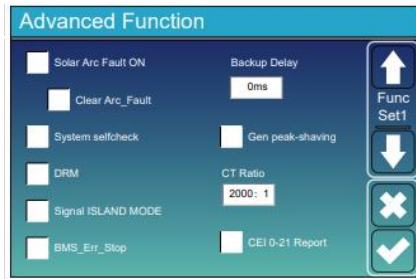 Advanced Function
Solar Arc Fault ON
Backup Delay
0ms
Clear Arc_Fault
Func
Set1
System selfcheck
Gen peak-shaving
DRM
CT Ratio
2000: 1
Signal ISLAND MODE
BMS_Err_Stop
CEI 0-21 Report